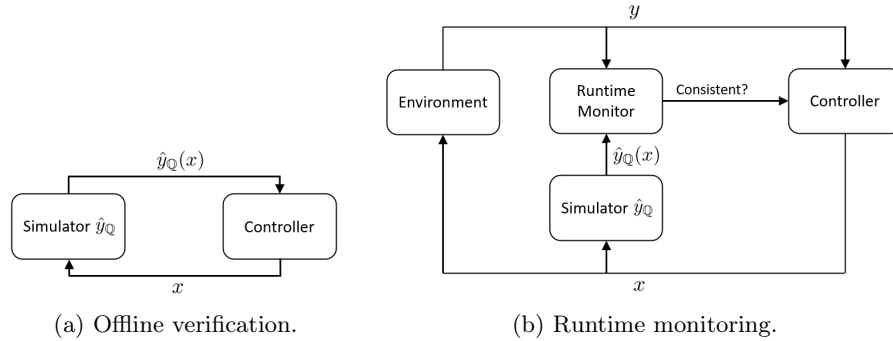 ŷ_ℚ(x)
Simulator ŷ_ℚ
Controller
x
(a) Offline verification.
y
Environment
Runtime
Monitor
Consistent?
Controller
ŷ_ℚ(x)
Simulator ŷ_ℚ
x
(b) Runtime monitoring.